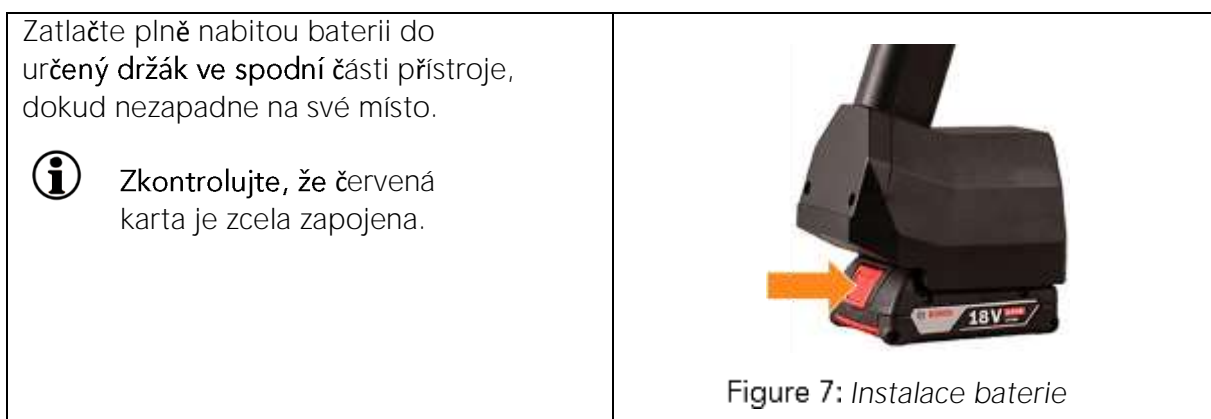 Zatlačte plně nabitou baterii do
určený držák ve spodní části přístroje,
dokud nezapadne na své místo.
Zkontrolujte, že červená
karta je zcela zapojena.
BOSCH 18V
Figure 7: Instalace baterie